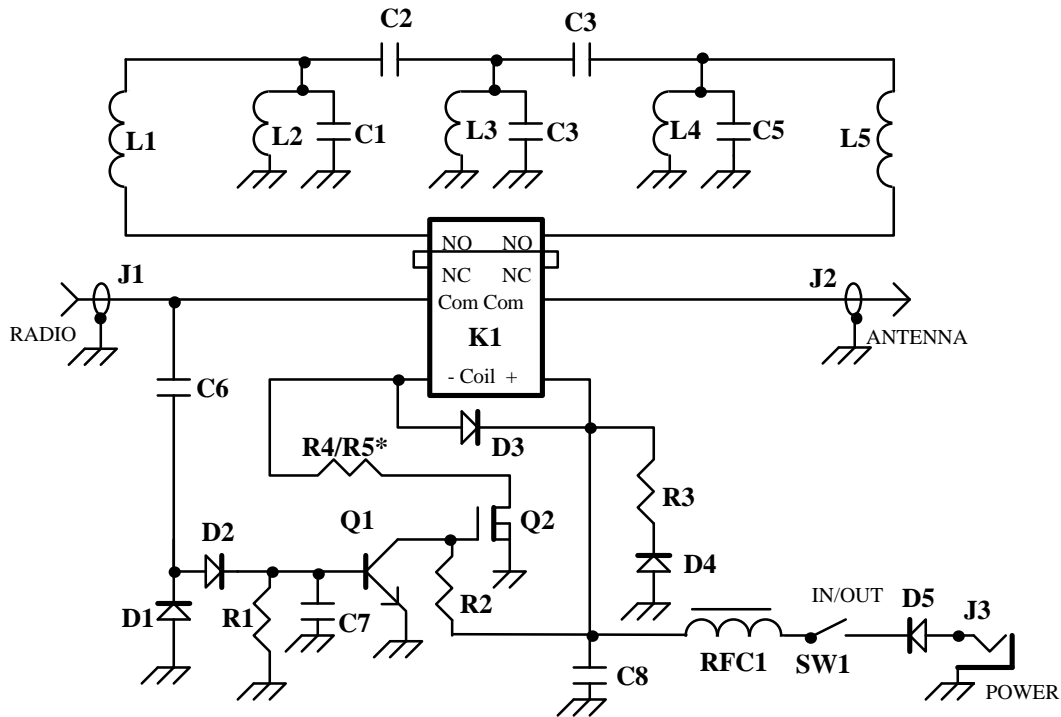 C2 C3
L1 L2 C1 L3 C3 L4 C5 L5
NO NO
NC NC
J1 J2
Com Com
RADIO K1 ANTENNA
- Coil +
C6
D3
R4/R5*
R3
Q1 Q2
D2 D4
IN/OUT D5 J3
D1 R1 C7 R2
RFC1 SW1
C8 POWER